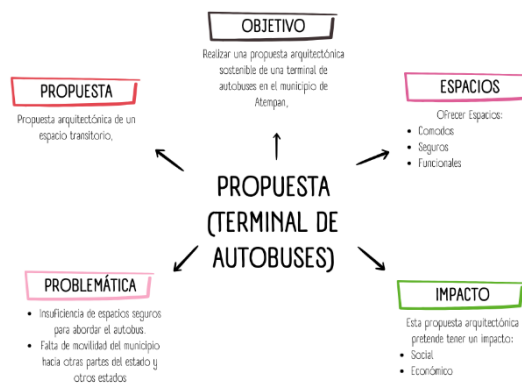 OBJETIVO
Realizar una propuesta arquitectónica
sostenible de una terminal de
autobuses en el municipio de
Atempan,
PROPUESTA
Propuesta arquitectónica de un
espacio transitorio,
ESPACIOS
Ofrecer Espacios:
• Comodos
• Seguros
• Funcionales
PROPUESTA
(TERMINAL DE
AUTOBUSES)
PROBLEMÁTICA
• Insuficiencia de espacios seguros
para abordar el autobus.
• Falta de movilidad del municipio
hacia otras partes del estado y
otros estados
IMPACTO
Esta propuesta arquitectónica
pretende tener un impacto:
• Social
• Económico